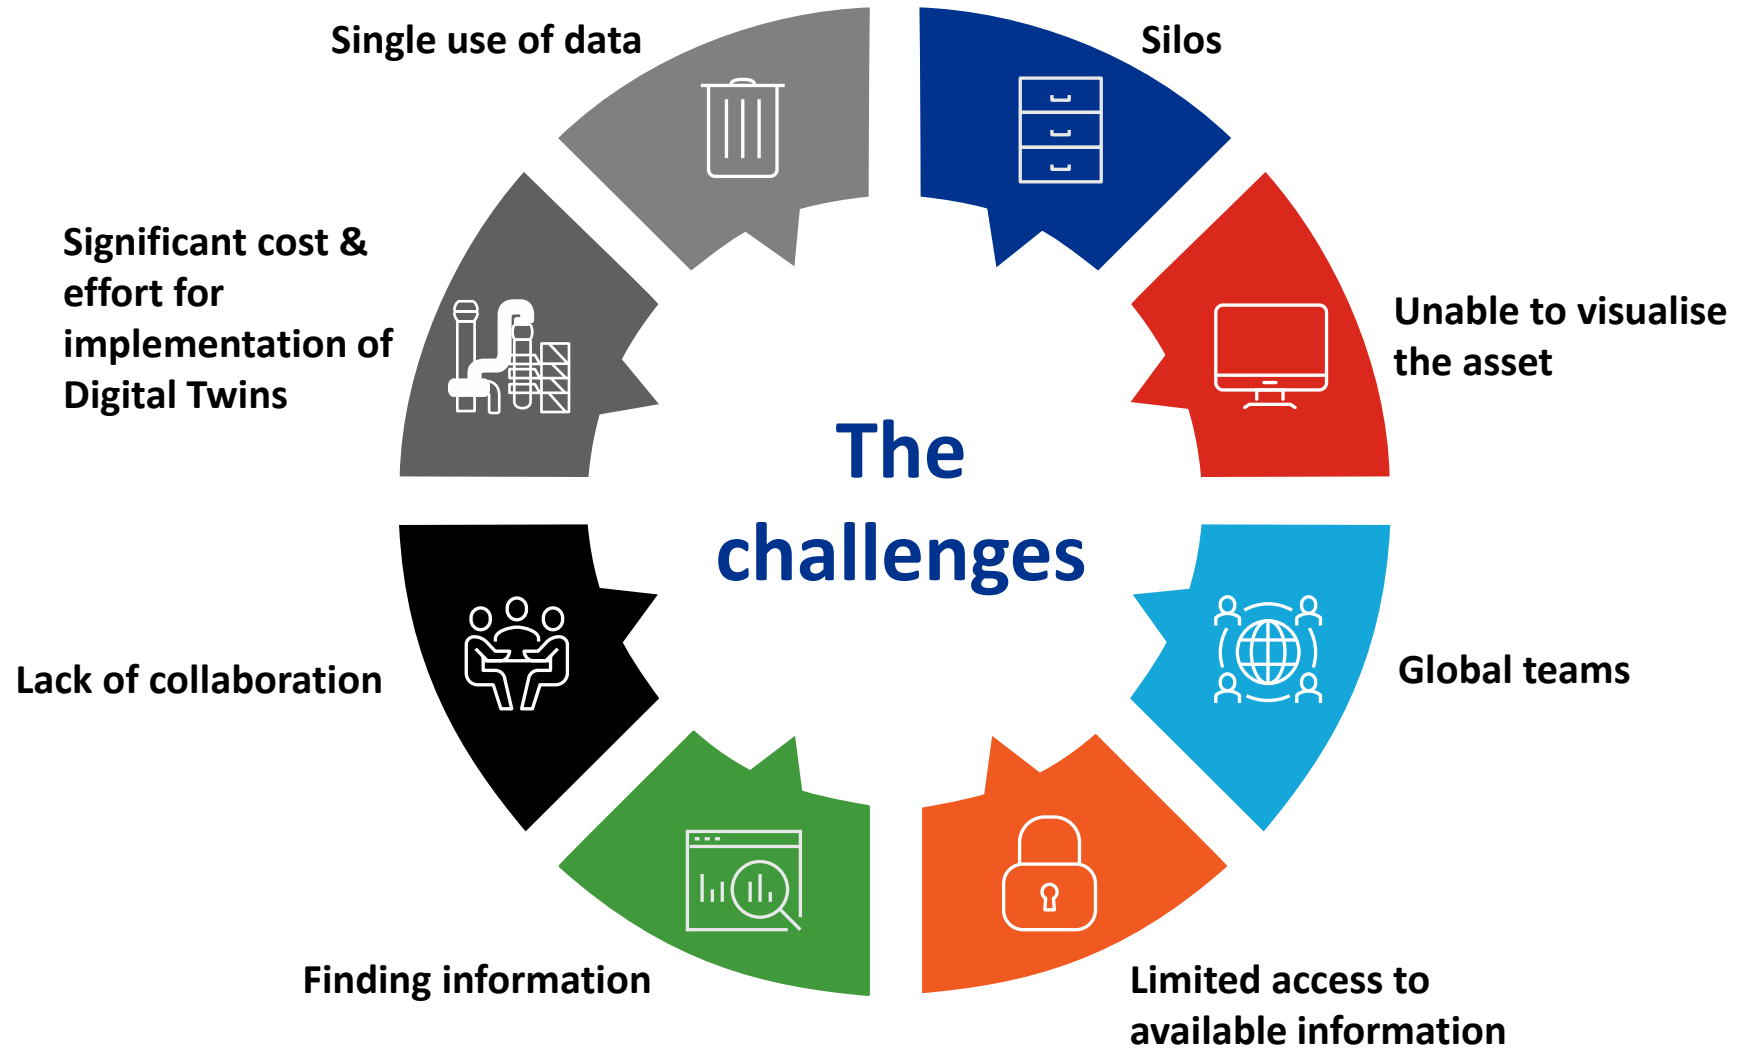 Single use of data
Silos
Significant cost &
effort for
implementation of
Digital Twins
Unable to visualise
the asset
The
challenges
Lack of collaboration
Global teams
Finding information
Limited access to
available information